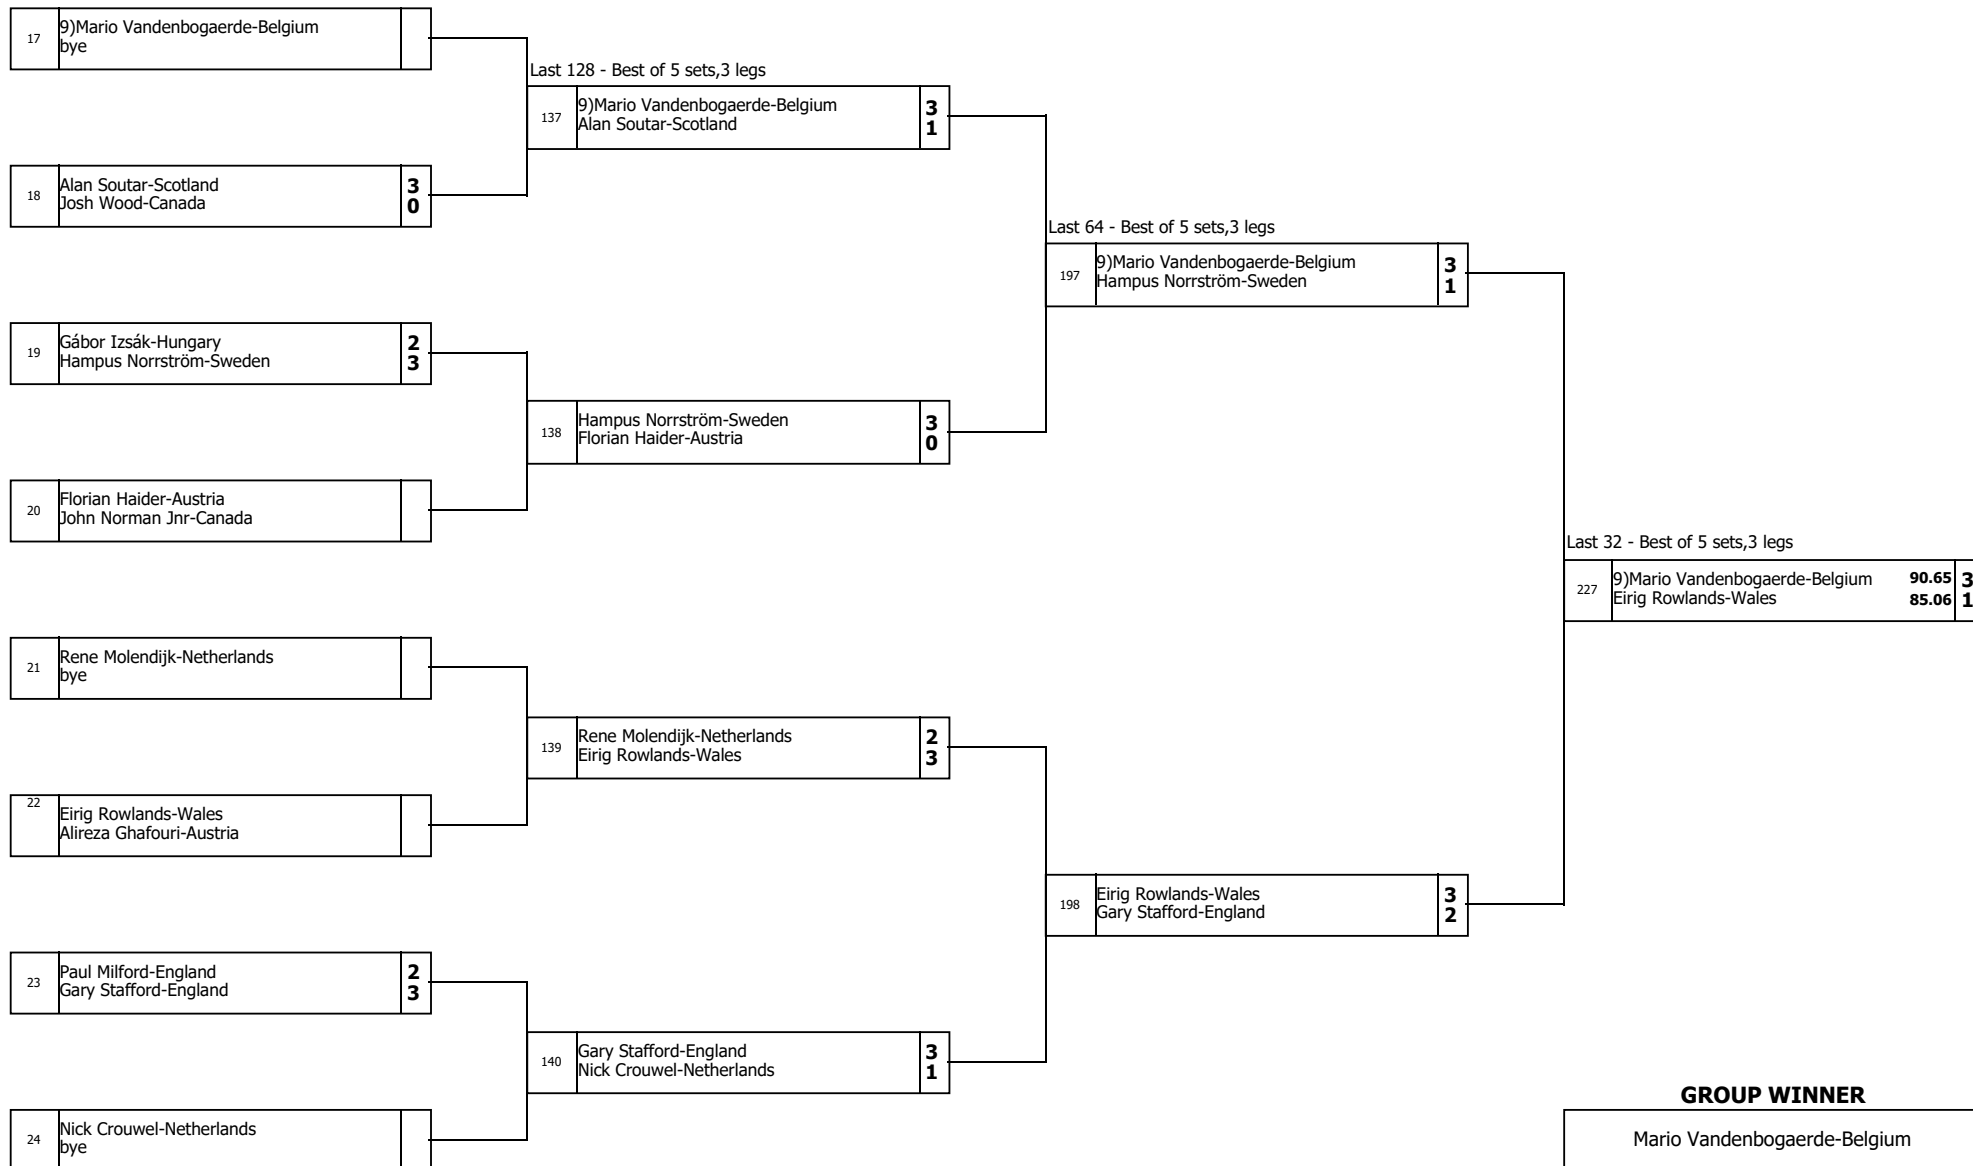 17
9)Mario Vandenbogaerde-Belgium
bye
18
Alan Soutar-Scotland 3
Josh Wood-Canada 0
19
Gábor Izsák-Hungary 2
Hampus Norrström-Sweden 3
20
Florian Haider-Austria
John Norman Jnr-Canada
21
Rene Molendijk-Netherlands
bye
22
Eirig Rowlands-Wales
Alireza Ghafouri-Austria
23
Paul Milford-England 2
Gary Stafford-England 3
24
Nick Crouwel-Netherlands
bye
Last 128 - Best of 5 sets,3 legs
137
9)Mario Vandenbogaerde-Belgium 3
Alan Soutar-Scotland 1
138
Hampus Norrström-Sweden 3
Florian Haider-Austria 0
139
Rene Molendijk-Netherlands 2
Eirig Rowlands-Wales 3
140
Gary Stafford-England 3
Nick Crouwel-Netherlands 1
Last 64 - Best of 5 sets,3 legs
197
9)Mario Vandenbogaerde-Belgium 3
Hampus Norrström-Sweden 1
198
Eirig Rowlands-Wales 3
Gary Stafford-England 2
Last 32 - Best of 5 sets,3 legs
227
9)Mario Vandenbogaerde-Belgium 90.65 3
Eirig Rowlands-Wales 85.06 1
GROUP WINNER
Mario Vandenbogaerde-Belgium